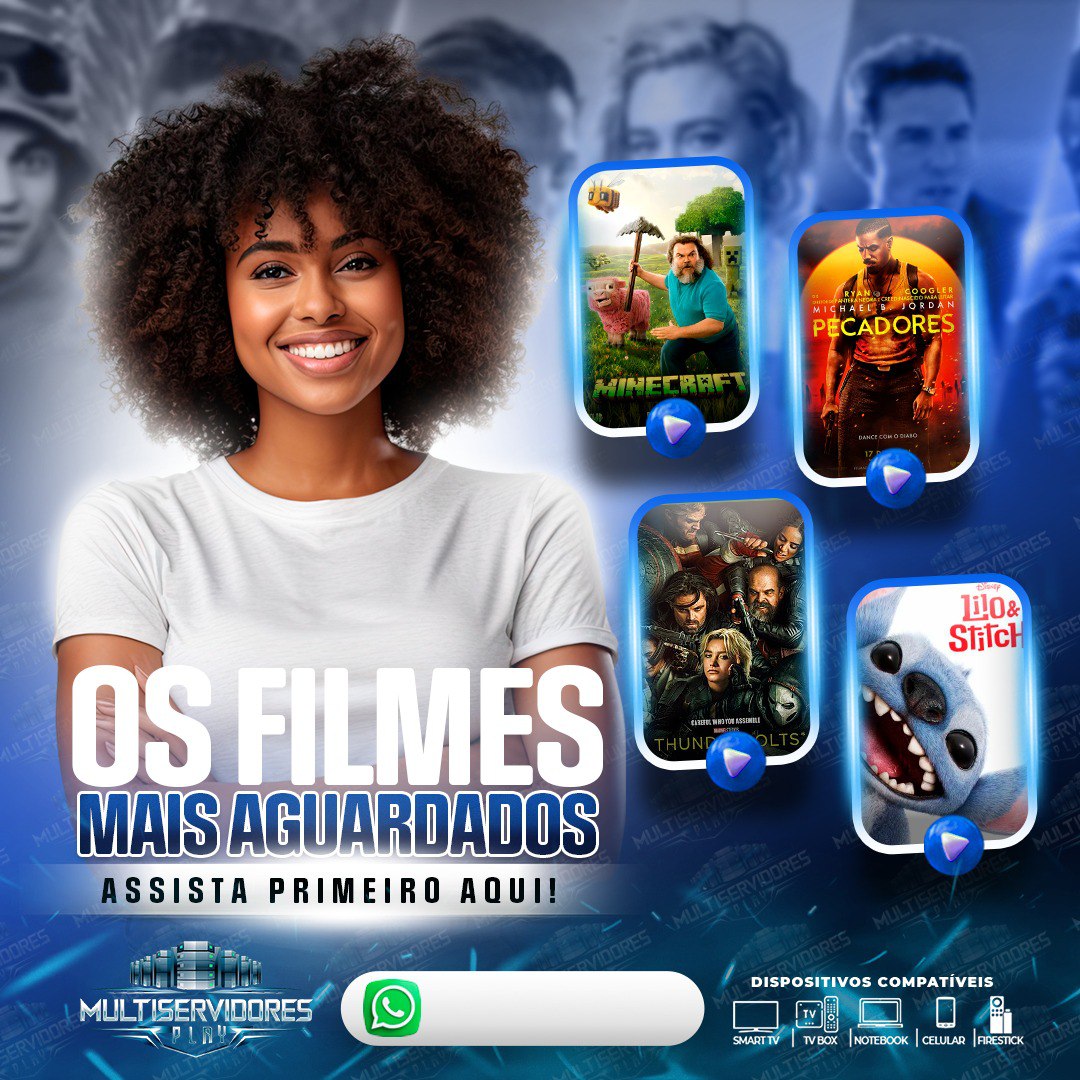 MINECRAFT
RYAN COOGLER
MICHAEL B. JORDAN
PECADORES
DANCE COM O DIABO
CAREFUL WHO YOU ASSEMBLE
Disney
LILO &
STITCH
OS FILMES
MAIS AGUARDADOS
ASSISTA PRIMEIRO AQUI!
MULTISERVIDORES
PLAY
DISPOSITIVOS COMPATÍVEIS
TV
SMART TV | TV BOX | NOTEBOOK | CELULAR | FIRESTICK